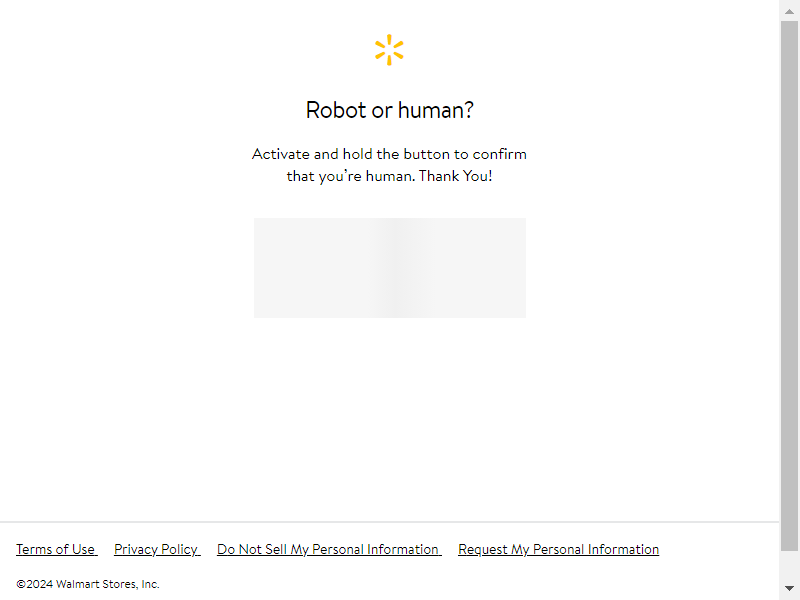 Robot or human?
Activate and hold the button to confirm
that you're human. Thank You!
Terms of Use Privacy Policy Do Not Sell My Personal Information Request My Personal Information
©2024 Walmart Stores, Inc.